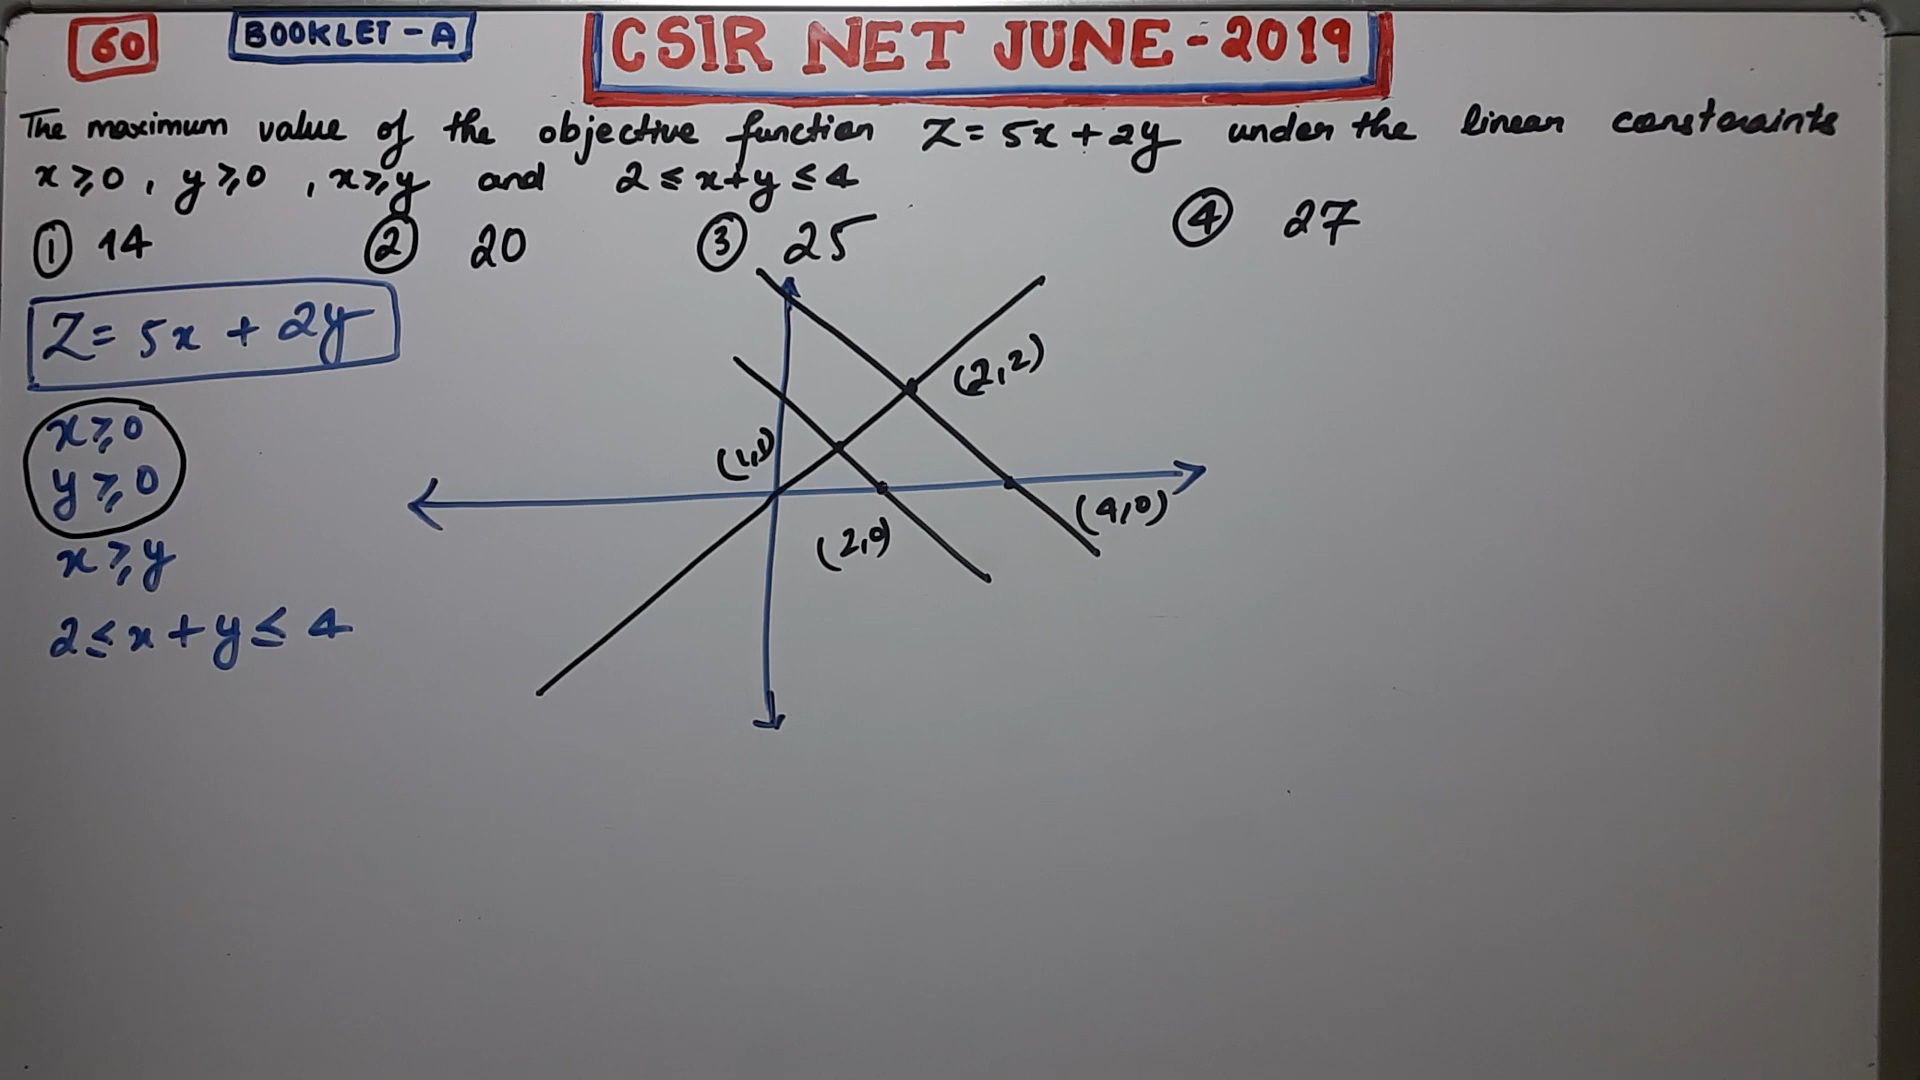 60 BOOKLET - A CSIR NET JUNE - 2019
The maximum value of the objective function Z = 5x + 2y under the linear constraints
x ≥ 0, y ≥ 0, x ≥ y and 2 ≤ x+y ≤ 4
① 14 ② 20 ③ 25 ④ 27
Z = 5x + 2y
(2,2)
x ≥ 0
(1,1)
y ≥ 0
(4,0)
(2,0)
x ≥ y
2 ≤ x + y ≤ 4